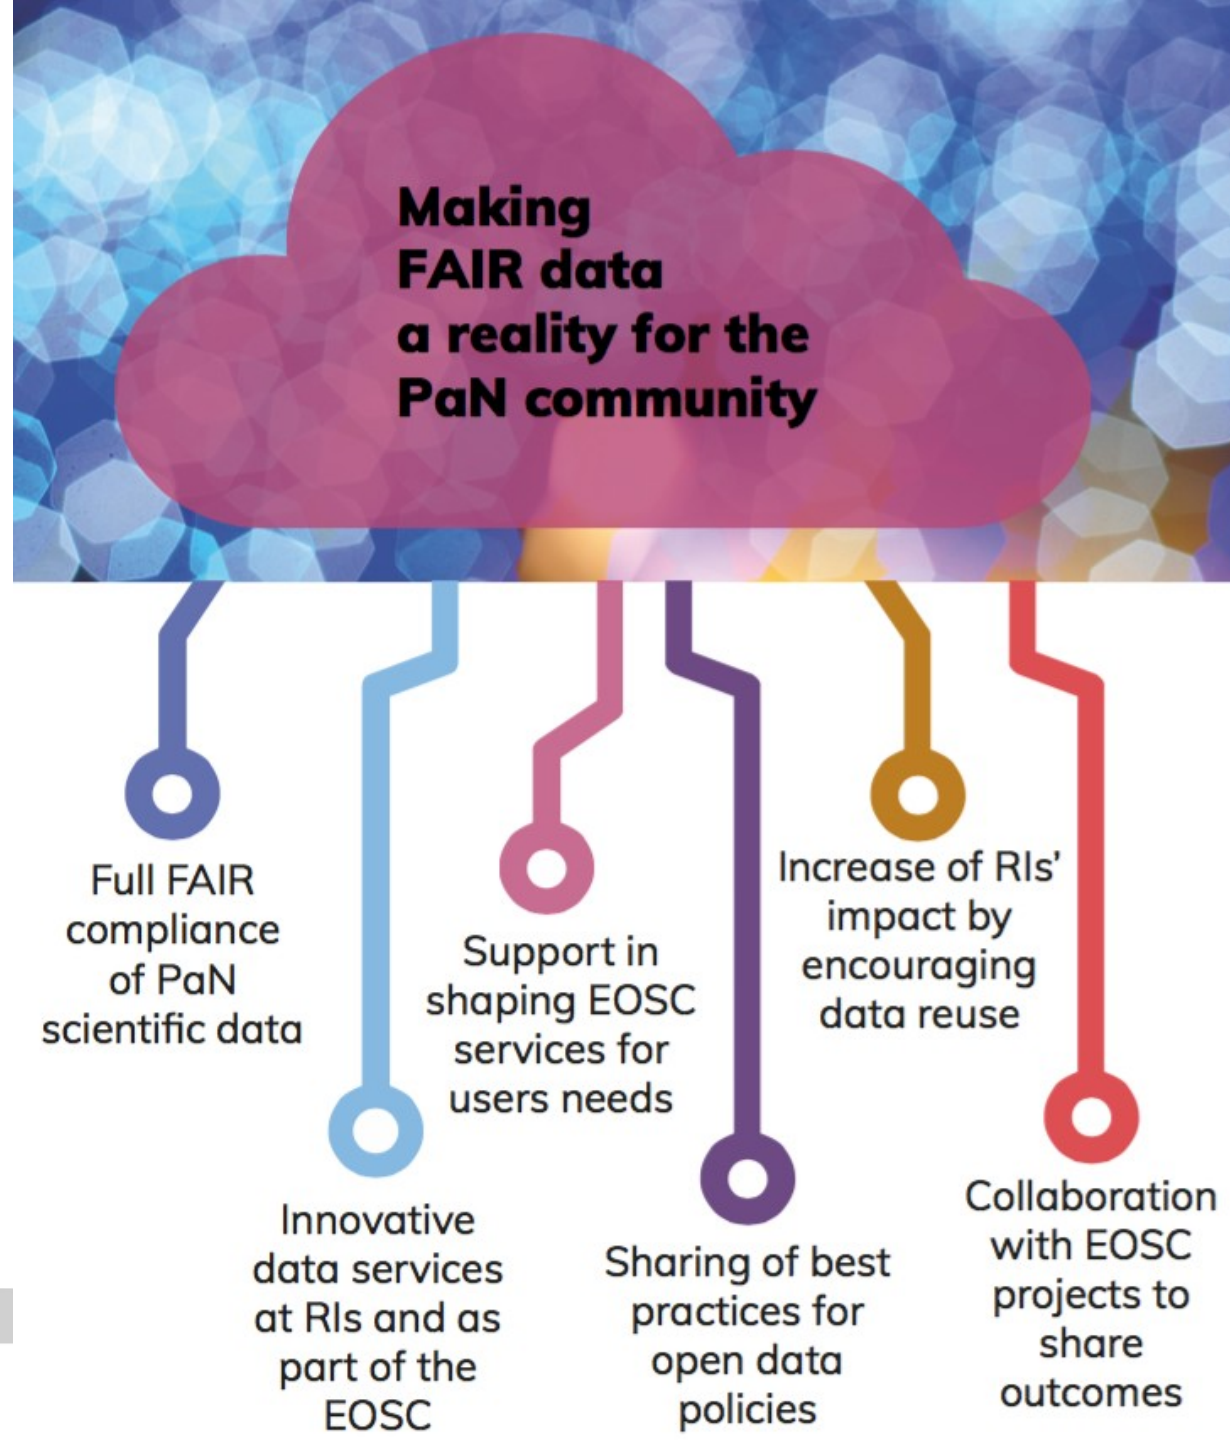 Making
FAIR data
a reality for the
PaN community
Full FAIR
compliance
of PaN
scientific data
Innovative
data services
at RIs and as
part of the
EOSC
Support in
shaping EOSC
services for
users needs
Sharing of best
practices for
open data
policies
Increase of RIs’
impact by
encouraging
data reuse
Collaboration
with EOSC
projects to
share
outcomes